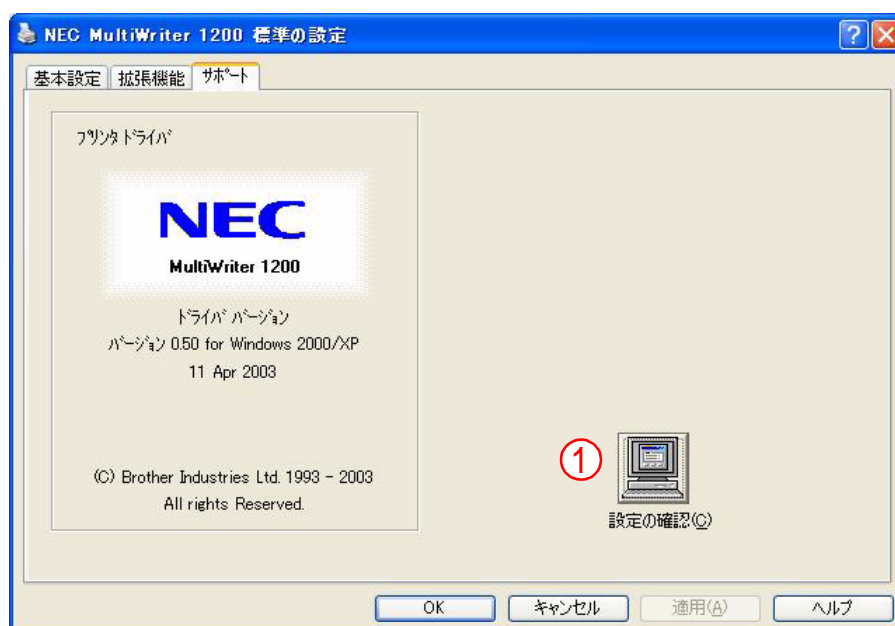 NEC MultiWriter 1200 標準の設定
基本設定 拡張機能 ｻﾎﾟｰﾄ
ﾌﾟﾘﾝﾀ ﾄﾞﾗｲﾊﾞ
NEC
MultiWriter 1200
ﾄﾞﾗｲﾊﾞ ﾊﾞｰｼﾞｮﾝ
ﾊﾞｰｼﾞｮﾝ 0.50 for Windows 2000/XP
11 Apr 2003
(C) Brother Industries Ltd. 1993 - 2003
All rights Reserved.
①
設定の確認(C)
OK キャンセル 適用(A) ヘルプ